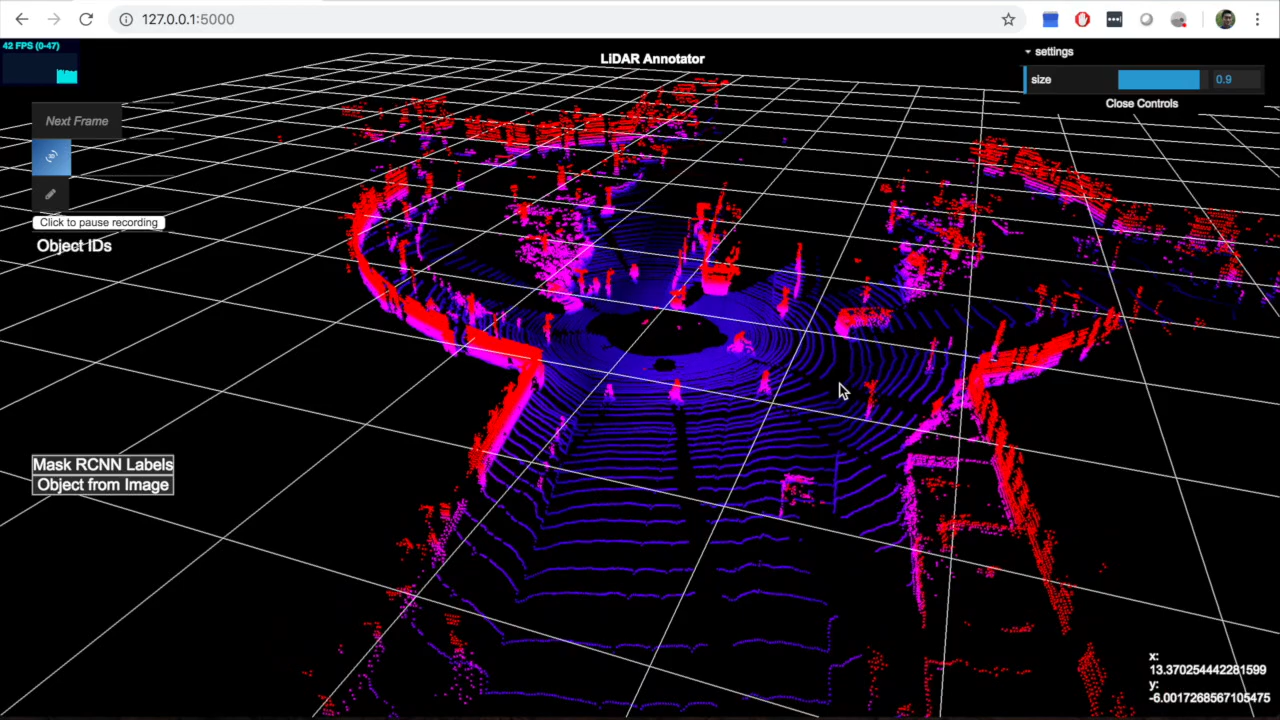 127.0.0.1:5000
42 FPS (0-47)
LiDAR Annotator
settings
size
0.9
Close Controls
Next Frame
3D
Click to pause recording
Object IDs
Mask RCNN Labels
Object from Image
x:
13.370254442281599
y:
-6.0017268567105475